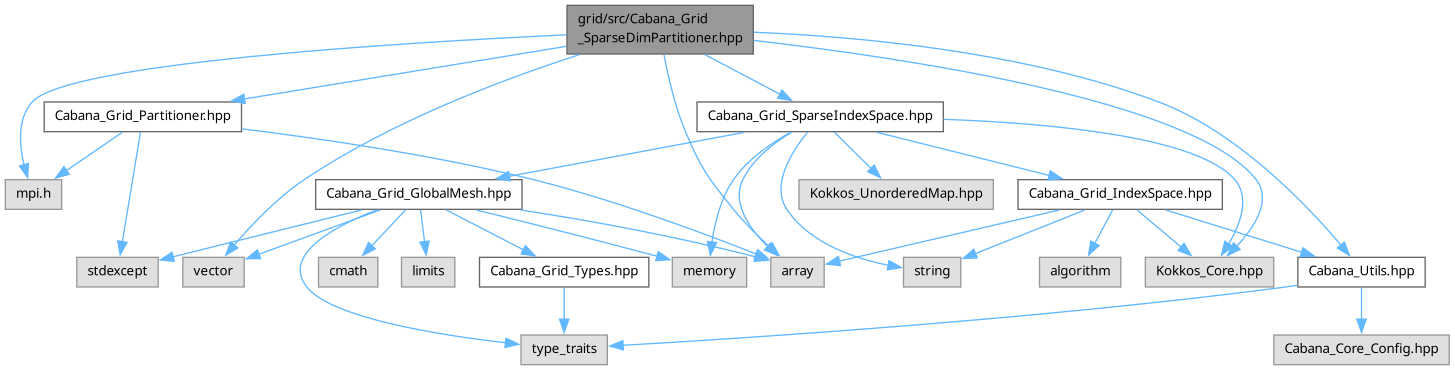 grid/src/Cabana_Grid
_SparseDimPartitioner.hpp
Cabana_Grid_Partitioner.hpp
Cabana_Grid_SparseIndexSpace.hpp
mpi.h
Cabana_Grid_GlobalMesh.hpp
Kokkos_UnorderedMap.hpp
Cabana_Grid_IndexSpace.hpp
stdexcept
vector
cmath
limits
Cabana_Grid_Types.hpp
memory
array
string
algorithm
Kokkos_Core.hpp
Cabana_Utils.hpp
type_traits
Cabana_Core_Config.hpp